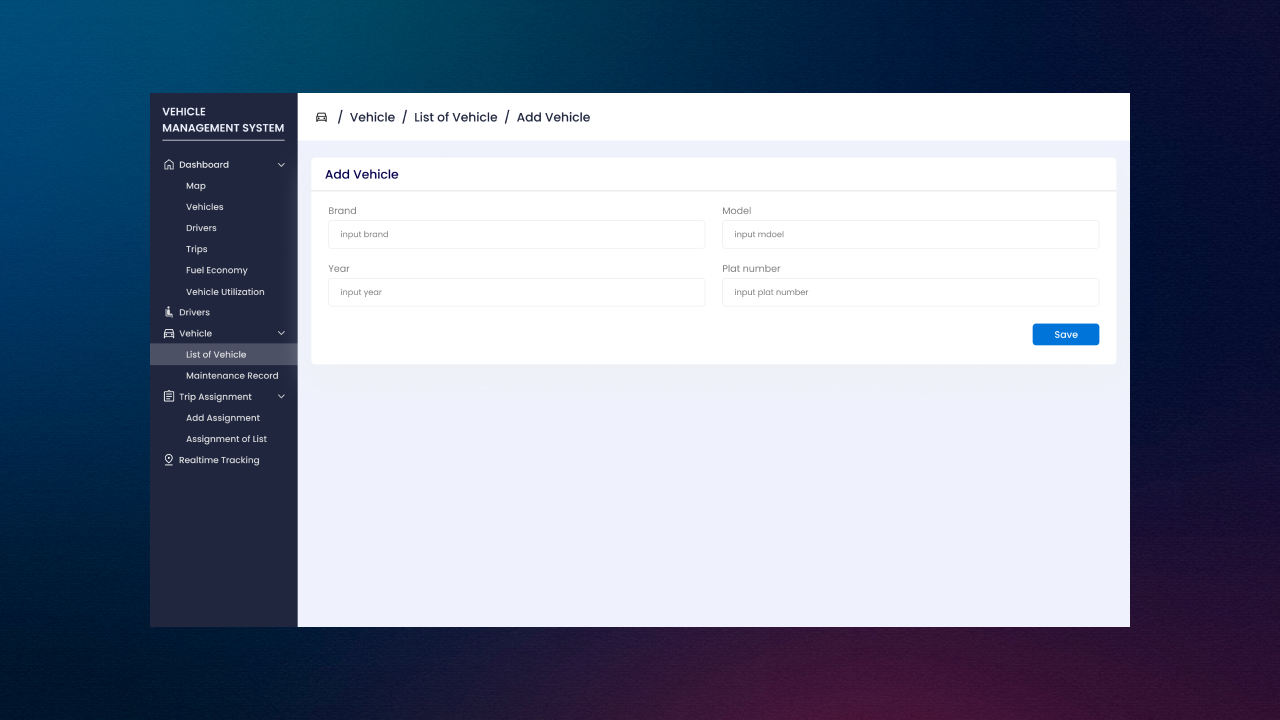 VEHICLE
MANAGEMENT SYSTEM
Dashboard
Map
Vehicles
Drivers
Trips
Fuel Economy
Vehicle Utilization
Drivers
Vehicle
List of Vehicle
Maintenance Record
Trip Assignment
Add Assignment
Assignment of List
Realtime Tracking
/ Vehicle / List of Vehicle / Add Vehicle
Add Vehicle
Brand
input brand
Model
input mdoel
Year
input year
Plat number
input plat number
Save